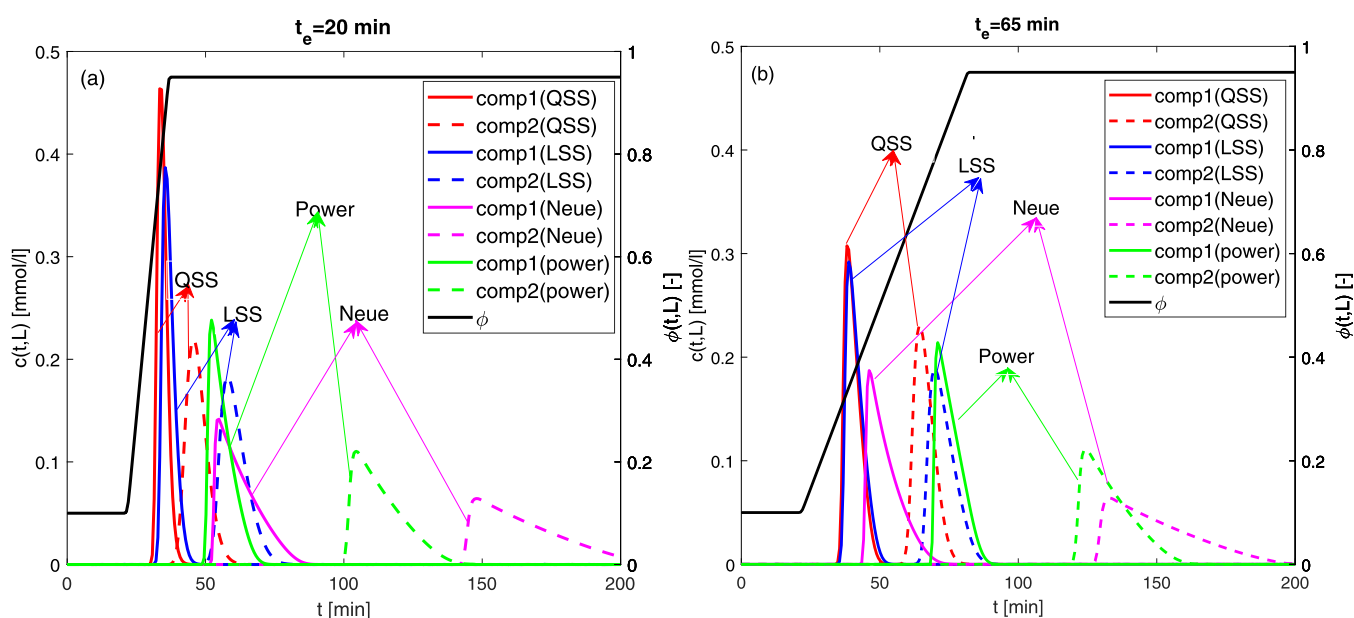 t_e=20 min
(a)
0.5
0.4
0.3
0.2
0.1
0
c(t,L) [mmol/l]
1
0.8
0.6
0.4
0.2
0
ϕ(t,L) [-]
0
50
100
150
200
t [min]
comp1(QSS)
comp2(QSS)
comp1(LSS)
comp2(LSS)
comp1(Neue)
comp2(Neue)
comp1(power)
comp2(power)
ϕ
Power
QSS
LSS
Neue
t_e=65 min
(b)
0.5
0.4
0.3
0.2
0.1
0
c(t,L) [mmol/l]
1
0.8
0.6
0.4
0.2
0
ϕ(t,L) [-]
0
50
100
150
200
t [min]
comp1(QSS)
comp2(QSS)
comp1(LSS)
comp2(LSS)
comp1(Neue)
comp2(Neue)
comp1(power)
comp2(power)
ϕ
QSS
LSS
Neue
Power